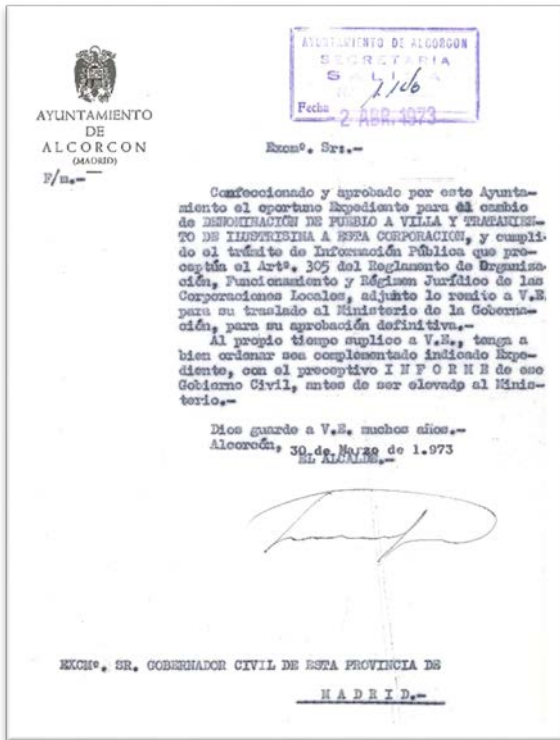 AYUNTAMIENTO
DE
ALCORCON
(MADRID)
F/m.-
AYUNTAMIENTO DE ALCORCON
SECRETARIA
SALIDA
Fecha 2 ABR. 1973
Excmº. Sr:.-
Confeccionado y aprobado por este Ayunta-
miento el oportuno Expediente para el cambio
de DENOMINACIÓN DE PUEBLO A VILLA Y TRATAMIEN-
TO DE ILUSTRISINA A ESTA CORPORACION, y cumpli-
do el trámite de Información Pública que pre-
ceptúa el Artº. 305 del Reglamento de Organiza-
ción, Funcionamiento y Régimen Jurídico de las
Corporaciones Locales, adjunto lo remito a V.E.
para su traslado al Ministerio de la Goberna-
ción, para su aprobación definitiva.-
Al propio tiempo suplico a V.E., tenga a
bien ordenar sea complementado indicado Expe-
diente, con el preceptivo I N F O R M E de ese
Gobierno Civil, antes de ser elevado al Minis-
terio.-
Dios guarde a V.E. muchos años.-
Alcorcón, 30 de Marzo de 1.973
EL ALCALDE.-
EXCMº. SR. GOBERNADOR CIVIL DE ESTA PROVINCIA DE
M A D R I D.-